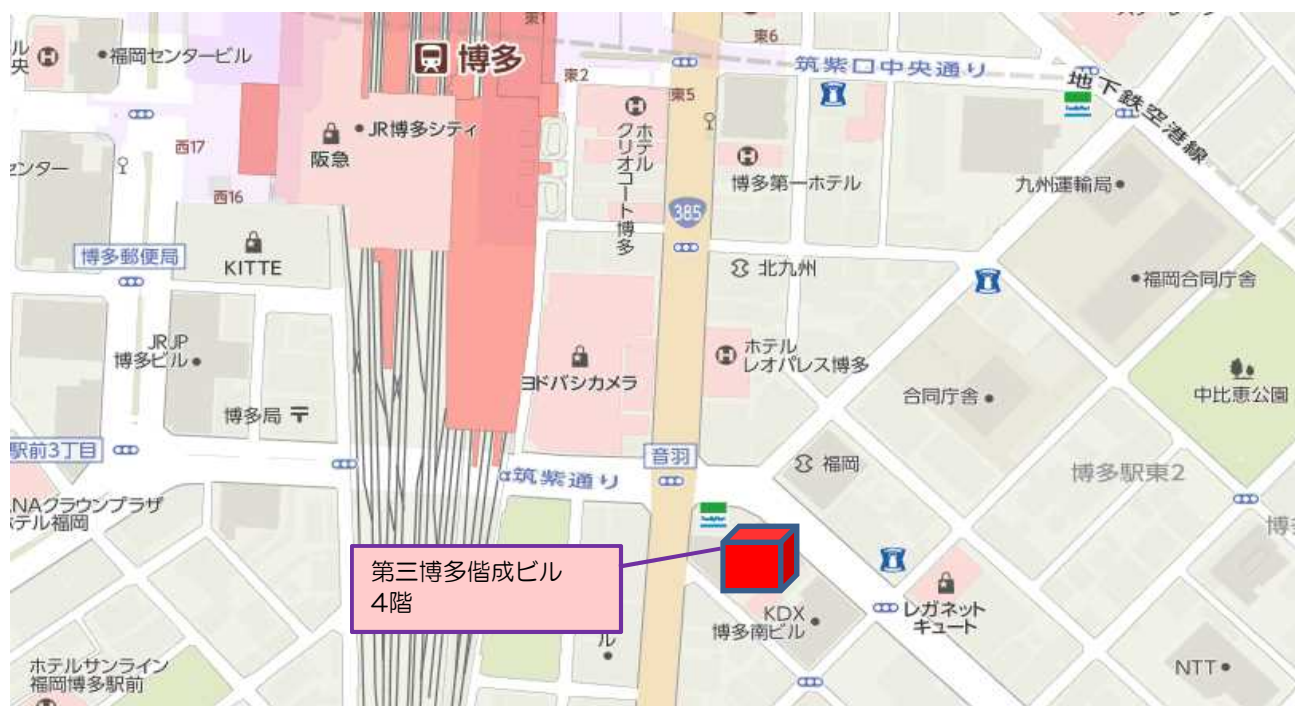 東1
東6
福岡センタービル
博多
筑紫口中央通り
東2
東5
地下鉄空港線
FamilyMart
JR博多シティ
阪急
ホテル
クリオコート博多
西17
センター
西16
博多第一ホテル
九州運輸局
385
博多郵便局
KITTE
北九州
福岡合同庁舎
JRJP
博多ビル
ホテル
レオパレス博多
ヨドバシカメラ
合同庁舎
中比恵公園
博多局
駅前3丁目
音羽
福岡
博多駅東2
筑紫通り
NAクラウンプラザ
ホテル福岡
FamilyMart
第三博多偕成ビル
4階
KDX
博多南ビル
レガネット
キュート
ル
ホテルサンライン
福岡博多駅前
NTT